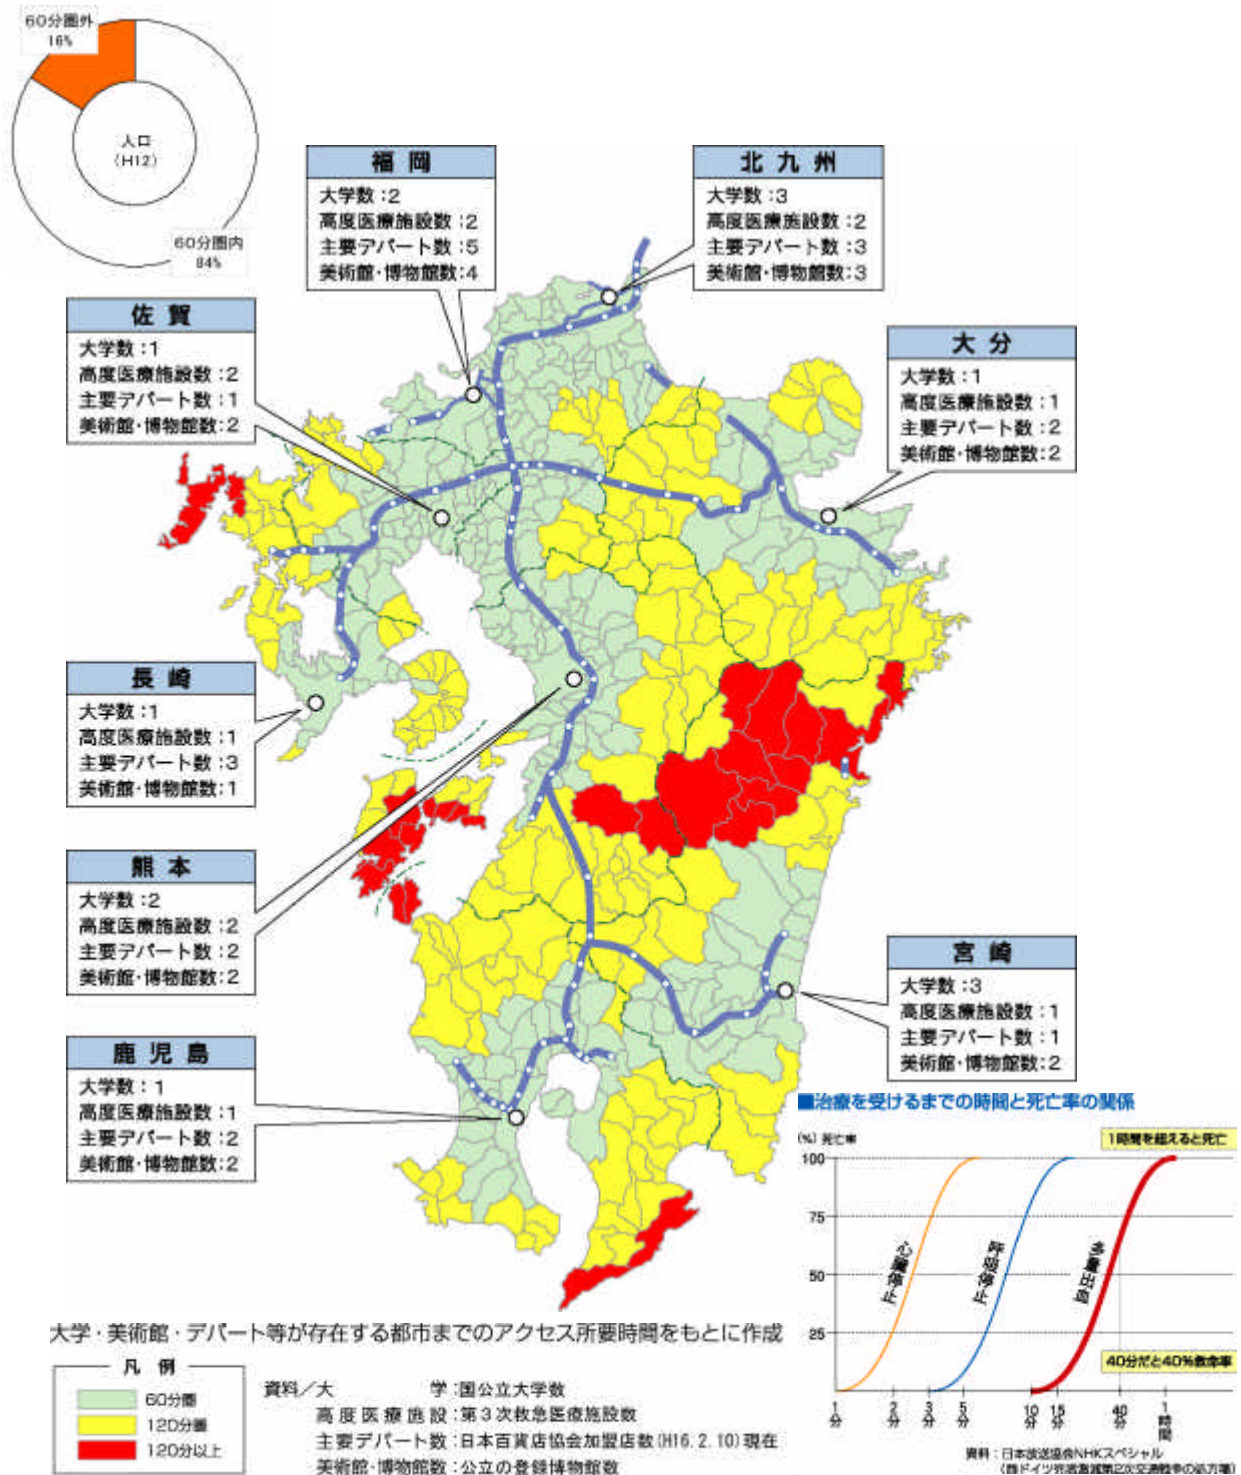 60分圏外
16%
人口
(H12)
60分圏内
84%
福岡
大学数:2
高度医療施設数:2
主要デパート数:5
美術館・博物館数:4
北九州
大学数:3
高度医療施設数:2
主要デパート数:3
美術館・博物館数:3
佐賀
大学数:1
高度医療施設数:2
主要デパート数:1
美術館・博物館数:2
大分
大学数:1
高度医療施設数:1
主要デパート数:2
美術館・博物館数:2
長崎
大学数:1
高度医療施設数:1
主要デパート数:3
美術館・博物館数:1
熊本
大学数:2
高度医療施設数:2
主要デパート数:2
美術館・博物館数:2
宮崎
大学数:3
高度医療施設数:1
主要デパート数:1
美術館・博物館数:2
鹿児島
大学数:1
高度医療施設数:1
主要デパート数:2
美術館・博物館数:2
■治療を受けるまでの時間と死亡率の関係
(%) 死亡率
1時間を超えると死亡
100
75
50
25
心臓停止
呼吸停止
多量出血
40分だと40%救命率
1分 2分 3分 5分 10分 15分 40分 1時間
資料:日本放送協会NHKスペシャル
(西ドイツ死者激減第2次交通戦争の処方箋)
大学・美術館・デパート等が存在する都市までのアクセス所要時間をもとに作成
凡例
60分圏
120分圏
120分以上
資料/大学:国公立大学数
高度医療施設:第3次救急医療施設数
主要デパート数:日本百貨店協会加盟店数(H16.2.10)現在
美術館・博物館数:公立の登録博物館数